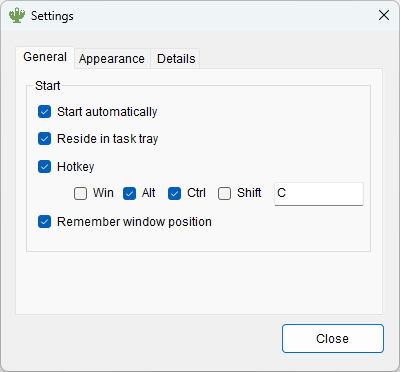 Settings
General Appearance Details
Start
Start automatically
Reside in task tray
Hotkey
Win Alt Ctrl Shift C
Remember window position
Close